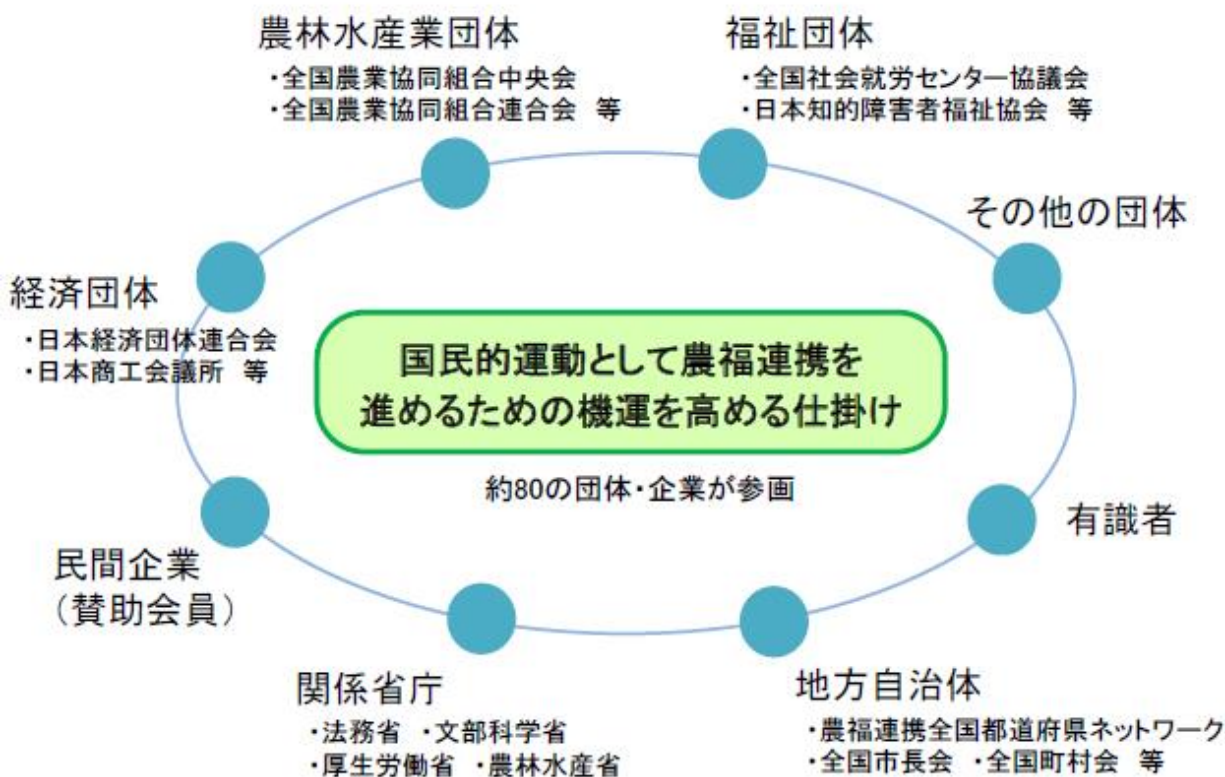 農林水産業団体
・全国農業協同組合中央会
・全国農業協同組合連合会 等
福祉団体
・全国社会就労センター協議会
・日本知的障害者福祉協会 等
その他の団体
経済団体
・日本経済団体連合会
・日本商工会議所 等
国民的運動として農福連携を
進めるための機運を高める仕掛け
約80の団体・企業が参画
有識者
民間企業
(賛助会員)
関係省庁
・法務省 ・文部科学省
・厚生労働省 ・農林水産省
地方自治体
・農福連携全国都道府県ネットワーク
・全国市長会 ・全国町村会 等